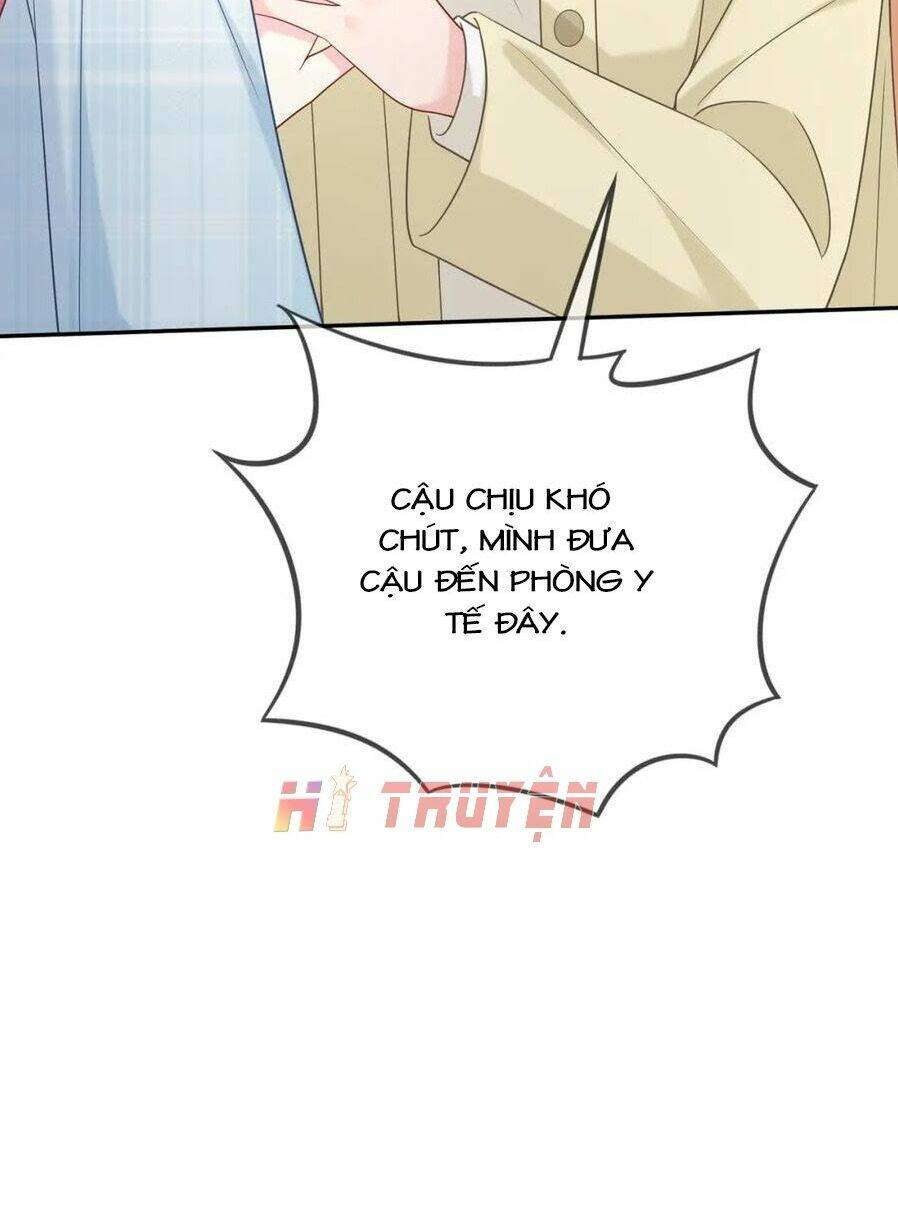 CẬU CHỊU KHÓ
CHÚT, MÌNH ĐƯA
CẬU ĐẾN PHÒNG Y
TẾ ĐÂY.
HI TRUYỆN